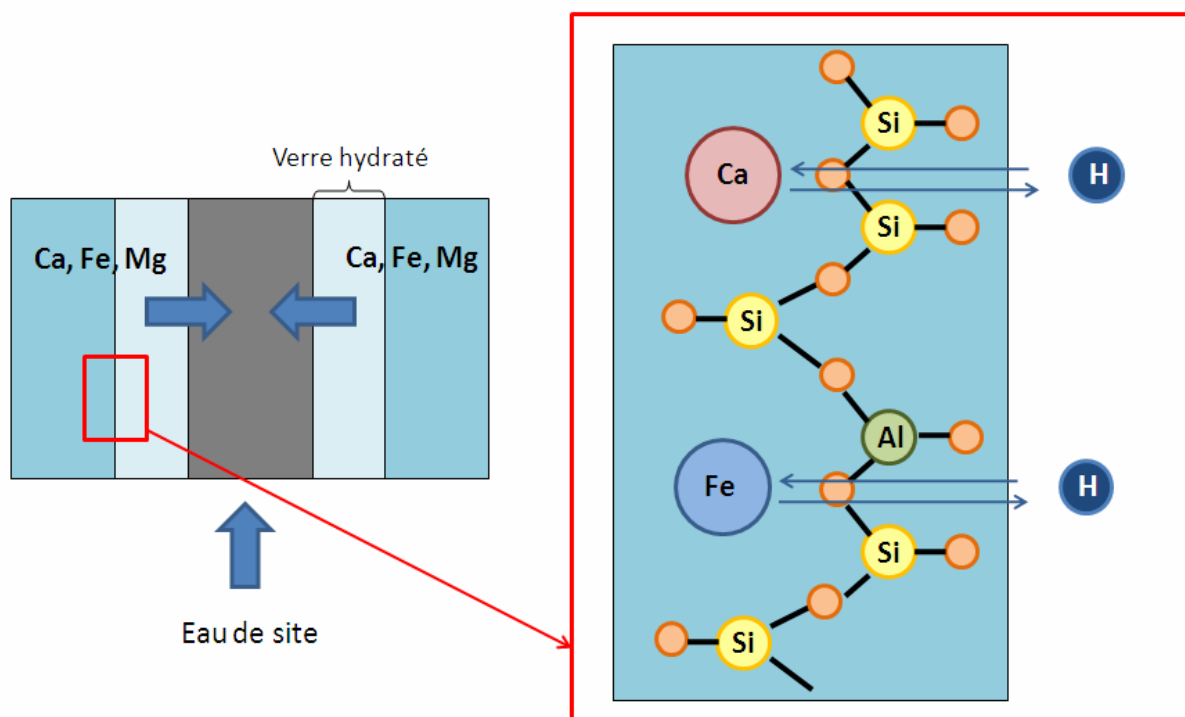 Verre hydraté
Ca, Fe, Mg
Ca, Fe, Mg
Eau de site
Si
Ca
H
Si
Si
Al
Fe
H
Si
Si